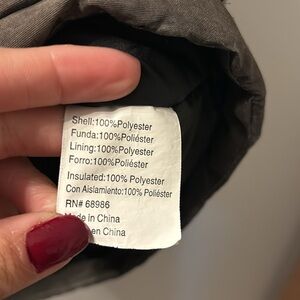 Shell:100%Polyester
Funda:100%Poliéster
Lining:100%Polyester
Forro:100%Poliéster
Insulated:100% Polyester
Con Aislamiento:100% Poliéster
RN# 68986
in China
en China